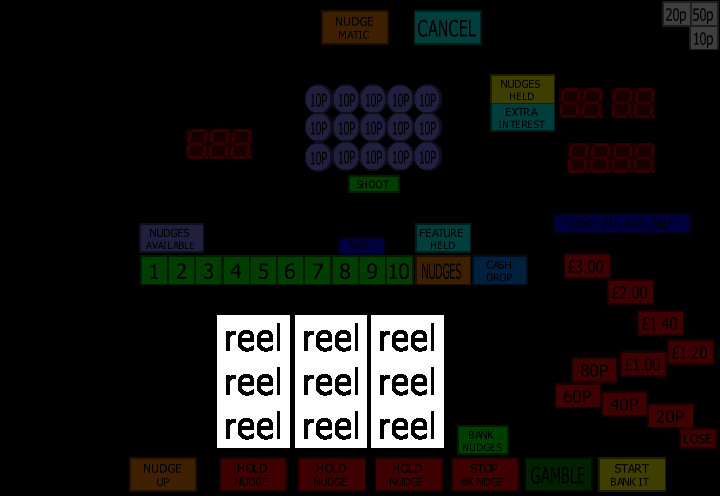 20p 50p
10p
NUDGE
MATIC
CANCEL
NUDGES
HELD
EXTRA
INTEREST
10P 10P 10P 10P 10P
10P 10P 10P 10P 10P
10P 10P 10P 10P 10P
SHOOT
NUDGES
AVAILABLE
FEATURE
HELD
1 2 3 4 5 6 7 8 9 10 NUDGES
CASH
DROP
£3.00
£2.00
£1.40
£1.20
£1.00
80P
60P
40P
20P
LOSE
reel reel reel
reel reel reel
reel reel reel
BANK
NUDGES
NUDGE
UP
HOLD
NUDGE
HOLD
NUDGE
HOLD
NUDGE
STOP
BK NDGE
GAMBLE
START
BANK IT